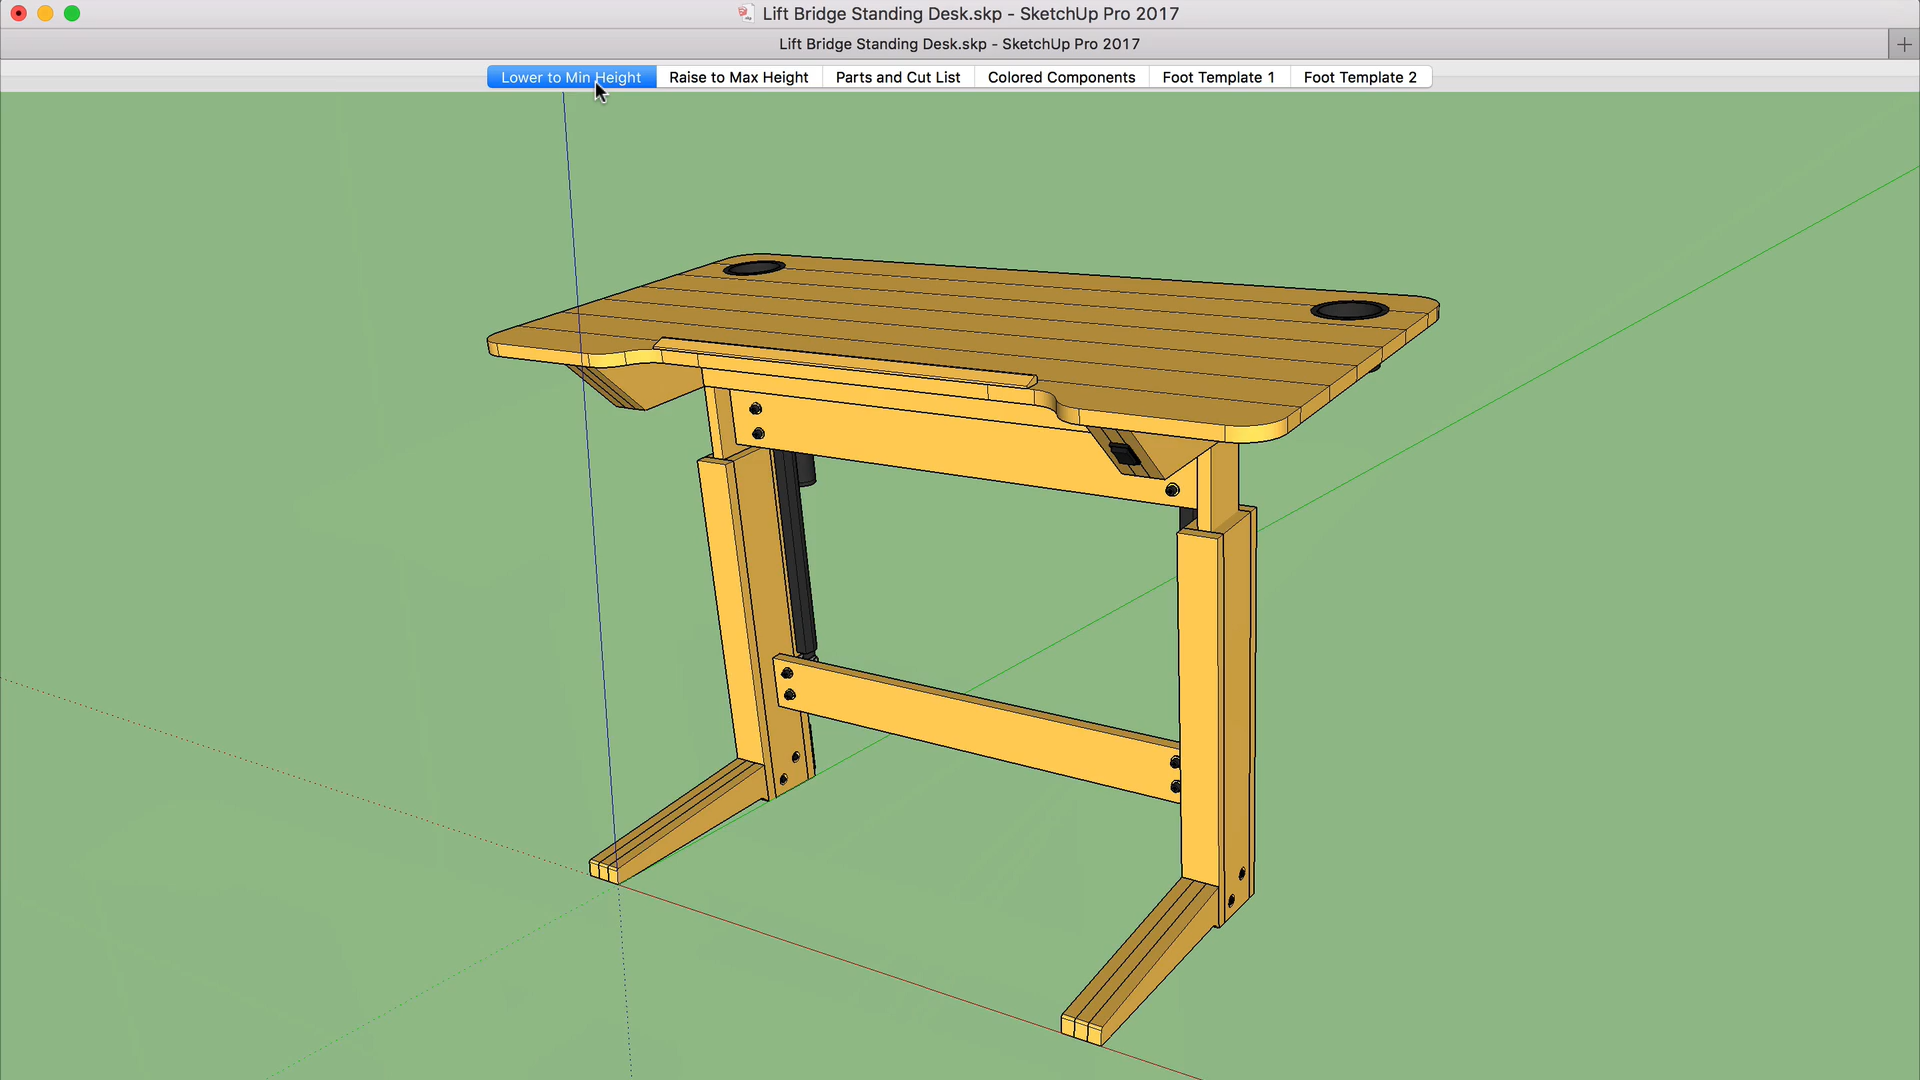 Lift Bridge Standing Desk.skp - SketchUp Pro 2017
Lift Bridge Standing Desk.skp - SketchUp Pro 2017
Lower to Min Height Raise to Max Height Parts and Cut List Colored Components Foot Template 1 Foot Template 2